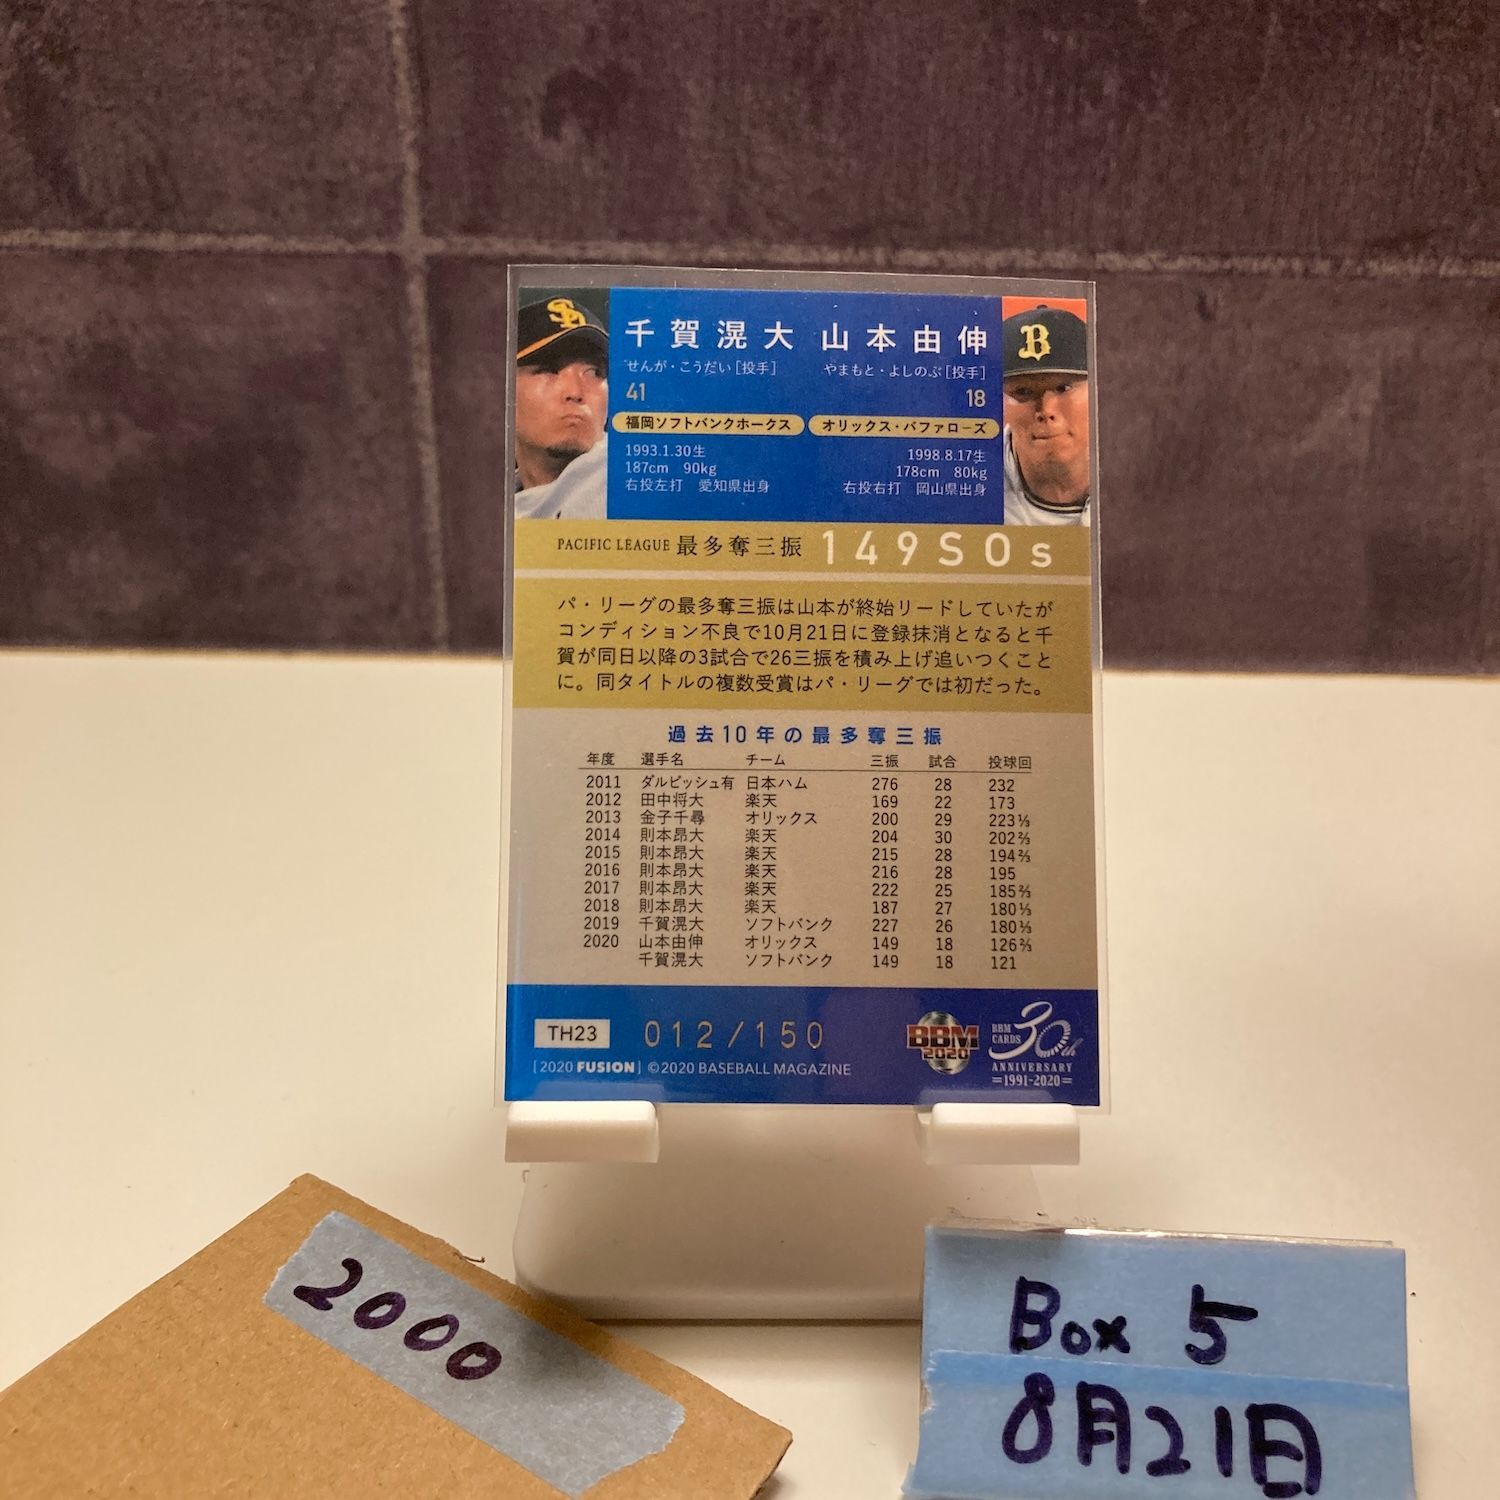 SB
B
千賀滉大 山本由伸
せんが・こうだい［投手］ やまもと・よしのぶ［投手］
41 18
福岡ソフトバンクホークス オリックス・バファローズ
1993.1.30生 1998.8.17生
187cm 90kg 178cm 80kg
右投左打 愛知県出身 右投右打 岡山県出身
PACIFIC LEAGUE 最多奪三振 149SOs
パ・リーグの最多奪三振は山本が終始リードしていたが
コンディション不良で10月21日に登録抹消となると千
賀が同日以降の3試合で26三振を積み上げ追いつくこと
に。同タイトルの複数受賞はパ・リーグでは初だった。
過去10年の最多奪三振
年度 選手名 チーム 三振 試合 投球回
2011 ダルビッシュ有 日本ハム 276 28 232
2012 田中将大 楽天 169 22 173
2013 金子千尋 オリックス 200 29 223⅓
2014 則本昂大 楽天 204 30 202⅔
2015 則本昂大 楽天 215 28 194⅔
2016 則本昂大 楽天 216 28 195
2017 則本昂大 楽天 222 25 185⅔
2018 則本昂大 楽天 187 27 180⅓
2019 千賀滉大 ソフトバンク 227 26 180⅓
2020 山本由伸 オリックス 149 18 126⅔
千賀滉大 ソフトバンク 149 18 121
TH23 012/150
[2020 FUSION] ©2020 BASEBALL MAGAZINE
BBM
2020
BBM
CARDS
30th
ANNIVERSARY
=1991-2020=
2000
Box 5
8月21日